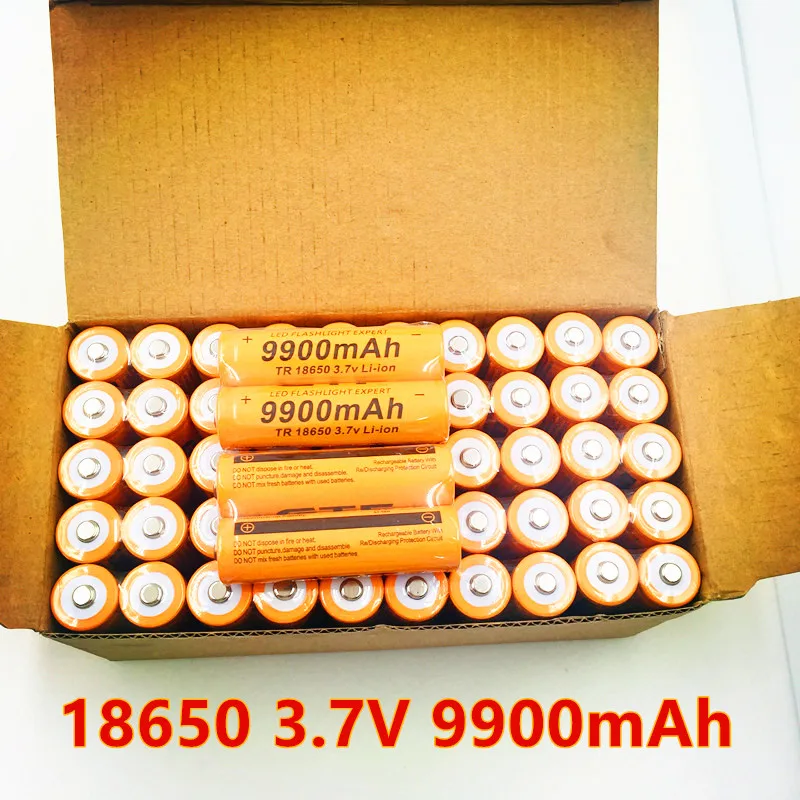 LED FLASHLIGHT EXPERT
+ 9900mAh −
TR 18650 3.7v Li-ion
LED FLASHLIGHT EXPERT
+ 9900mAh −
TR 18650 3.7v Li-ion
DO NOT dispose in fire or heat.
DO NOT puncture,damage and disassemble.
DO NOT mix fresh batteries with used batteries.
Rechargeable Battery With
Re/Discharging Protection Circuit
DO NOT dispose in fire or heat.
DO NOT puncture,damage and disassemble.
DO NOT mix fresh batteries with used batteries.
Rechargeable Battery With
Re/Discharging Protection Circuit
18650 3.7V 9900mAh